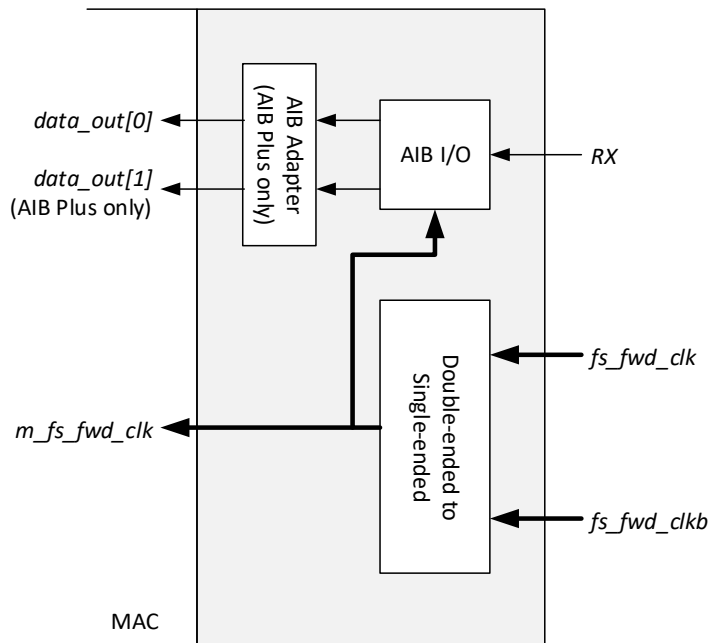 data_out[0]
data_out[1]
(AIB Plus only)
AIB Adapter
(AIB Plus only)
AIB I/O
RX
Double-ended to
Single-ended
fs_fwd_clk
m_fs_fwd_clk
fs_fwd_clkb
MAC